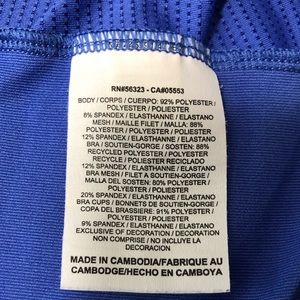 RN#56323 - CA#05553
BODY / CORPS / CUERPO: 92% POLYESTER /
POLYESTER / POLIESTER
8% SPANDEX / ELASTHANNE / ELASTANO
MESH / MAILLE FILET / MALLA: 88%
POLYESTER / POLYESTER / POLIESTER
12% SPANDEX / ELASTHANNE / ELASTANO
BRA / SOUTIEN-GORGE / SOSTEN: 88%
RECYCLED POLYESTER / POLYESTER
RECYCLE / POLIESTER RECICLADO
12% SPANDEX / ELASTHANNE / ELASTANO
BRA MESH / FILET A SOUTIEN-GORGE /
MALLA DEL SOSTEN: 80% POLYESTER /
POLYESTER / POLIESTER
20% SPANDEX / ELASTHANNE / ELASTANO
BRA CUPS / BONNETS DE SOUTIEN-GORGE /
COPA DEL BRASSIERE: 91% POLYESTER /
POLYESTER / POLIESTER
9% SPANDEX / ELASTHANNE / ELASTANO
EXCLUSIVE OF DECORATION / DECORATION
NON COMPRISE / NO INCLUYE LA
DECORACION
MADE IN CAMBODIA/FABRIQUE AU
CAMBODGE/HECHO EN CAMBOYA